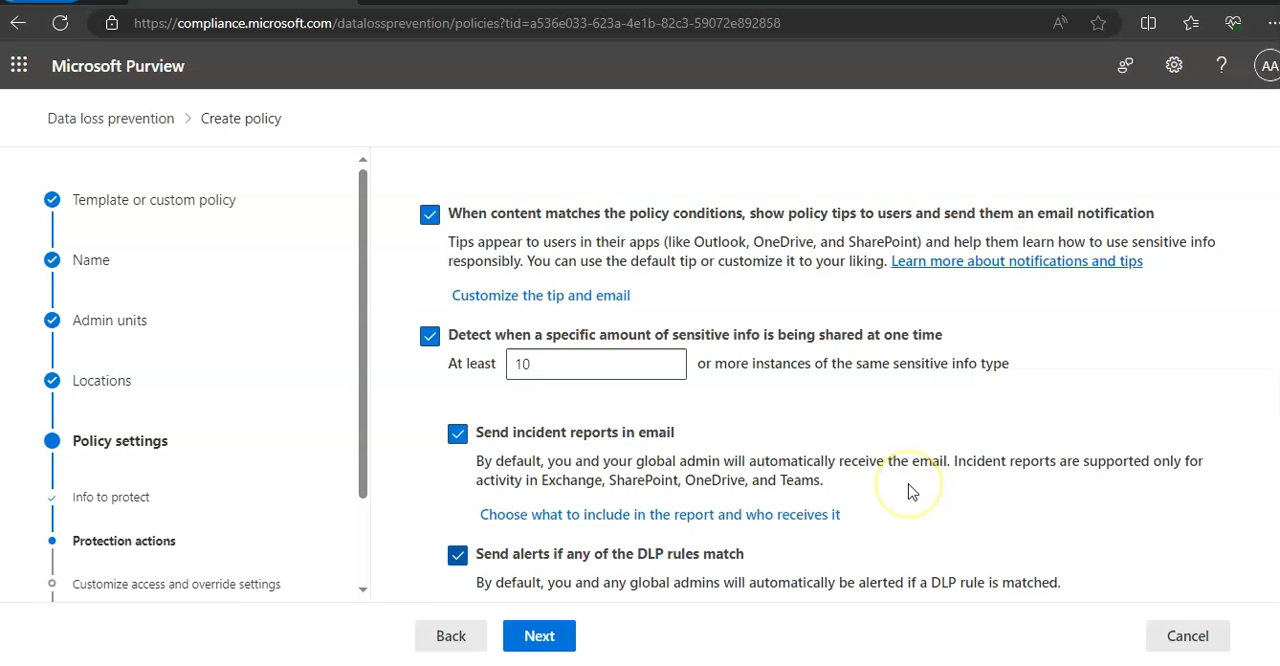 https://compliance.microsoft.com/datalossprevention/policies?tid=a536e033-623a-4e1b-82c3-59072e892858
Microsoft Purview
AA
Data loss prevention > Create policy
Template or custom policy
Name
Admin units
Locations
Policy settings
Info to protect
Protection actions
Customize access and override settings
When content matches the policy conditions, show policy tips to users and send them an email notification
Tips appear to users in their apps (like Outlook, OneDrive, and SharePoint) and help them learn how to use sensitive info
responsibly. You can use the default tip or customize it to your liking. Learn more about notifications and tips
Customize the tip and email
Detect when a specific amount of sensitive info is being shared at one time
At least 10 or more instances of the same sensitive info type
Send incident reports in email
By default, you and your global admin will automatically receive the email. Incident reports are supported only for
activity in Exchange, SharePoint, OneDrive, and Teams.
Choose what to include in the report and who receives it
Send alerts if any of the DLP rules match
By default, you and any global admins will automatically be alerted if a DLP rule is matched.
Back
Next
Cancel